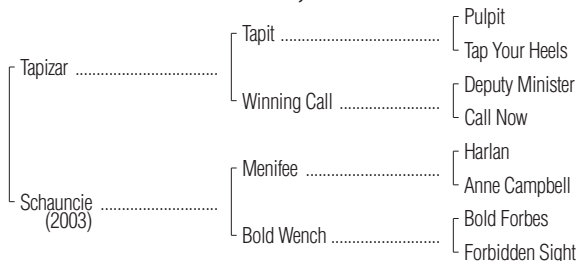 Pulpit
Tapit ........................................
Tap Your Heels
Tapizar ....................................
Deputy Minister
Winning Call ...........................
Call Now
Harlan
Menifee ..................................
Anne Campbell
Schauncie ..............................
(2003)
Bold Forbes
Bold Wench ............................
Forbidden Sight